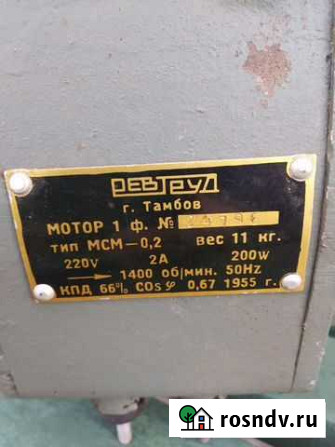 РЕВТРУД
г. Тамбов
МОТОР 1 ф. №
тип МСМ-0,2 вес 11 кг.
220V 2A 200W
1400 об/мин. 50Hz
КПД 66% COS φ 0,67 1955 г.
rosndv.ru